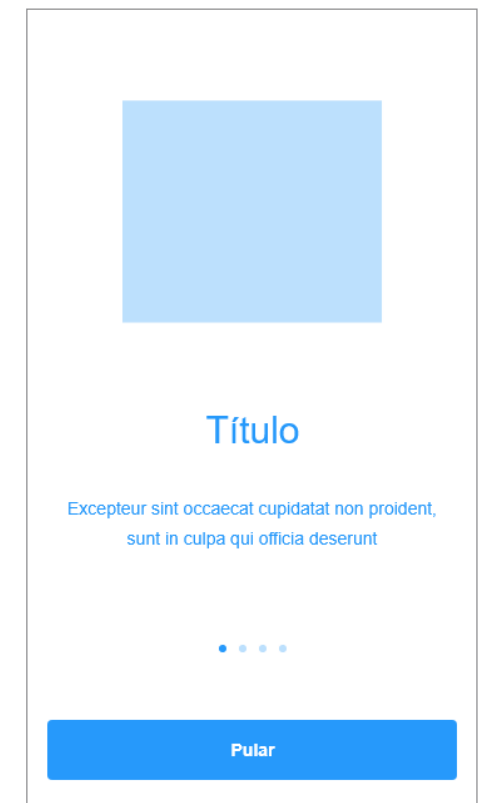 Título
Excepteur sint occaecat cupidatat non proident,
sunt in culpa qui officia deserunt
Pular